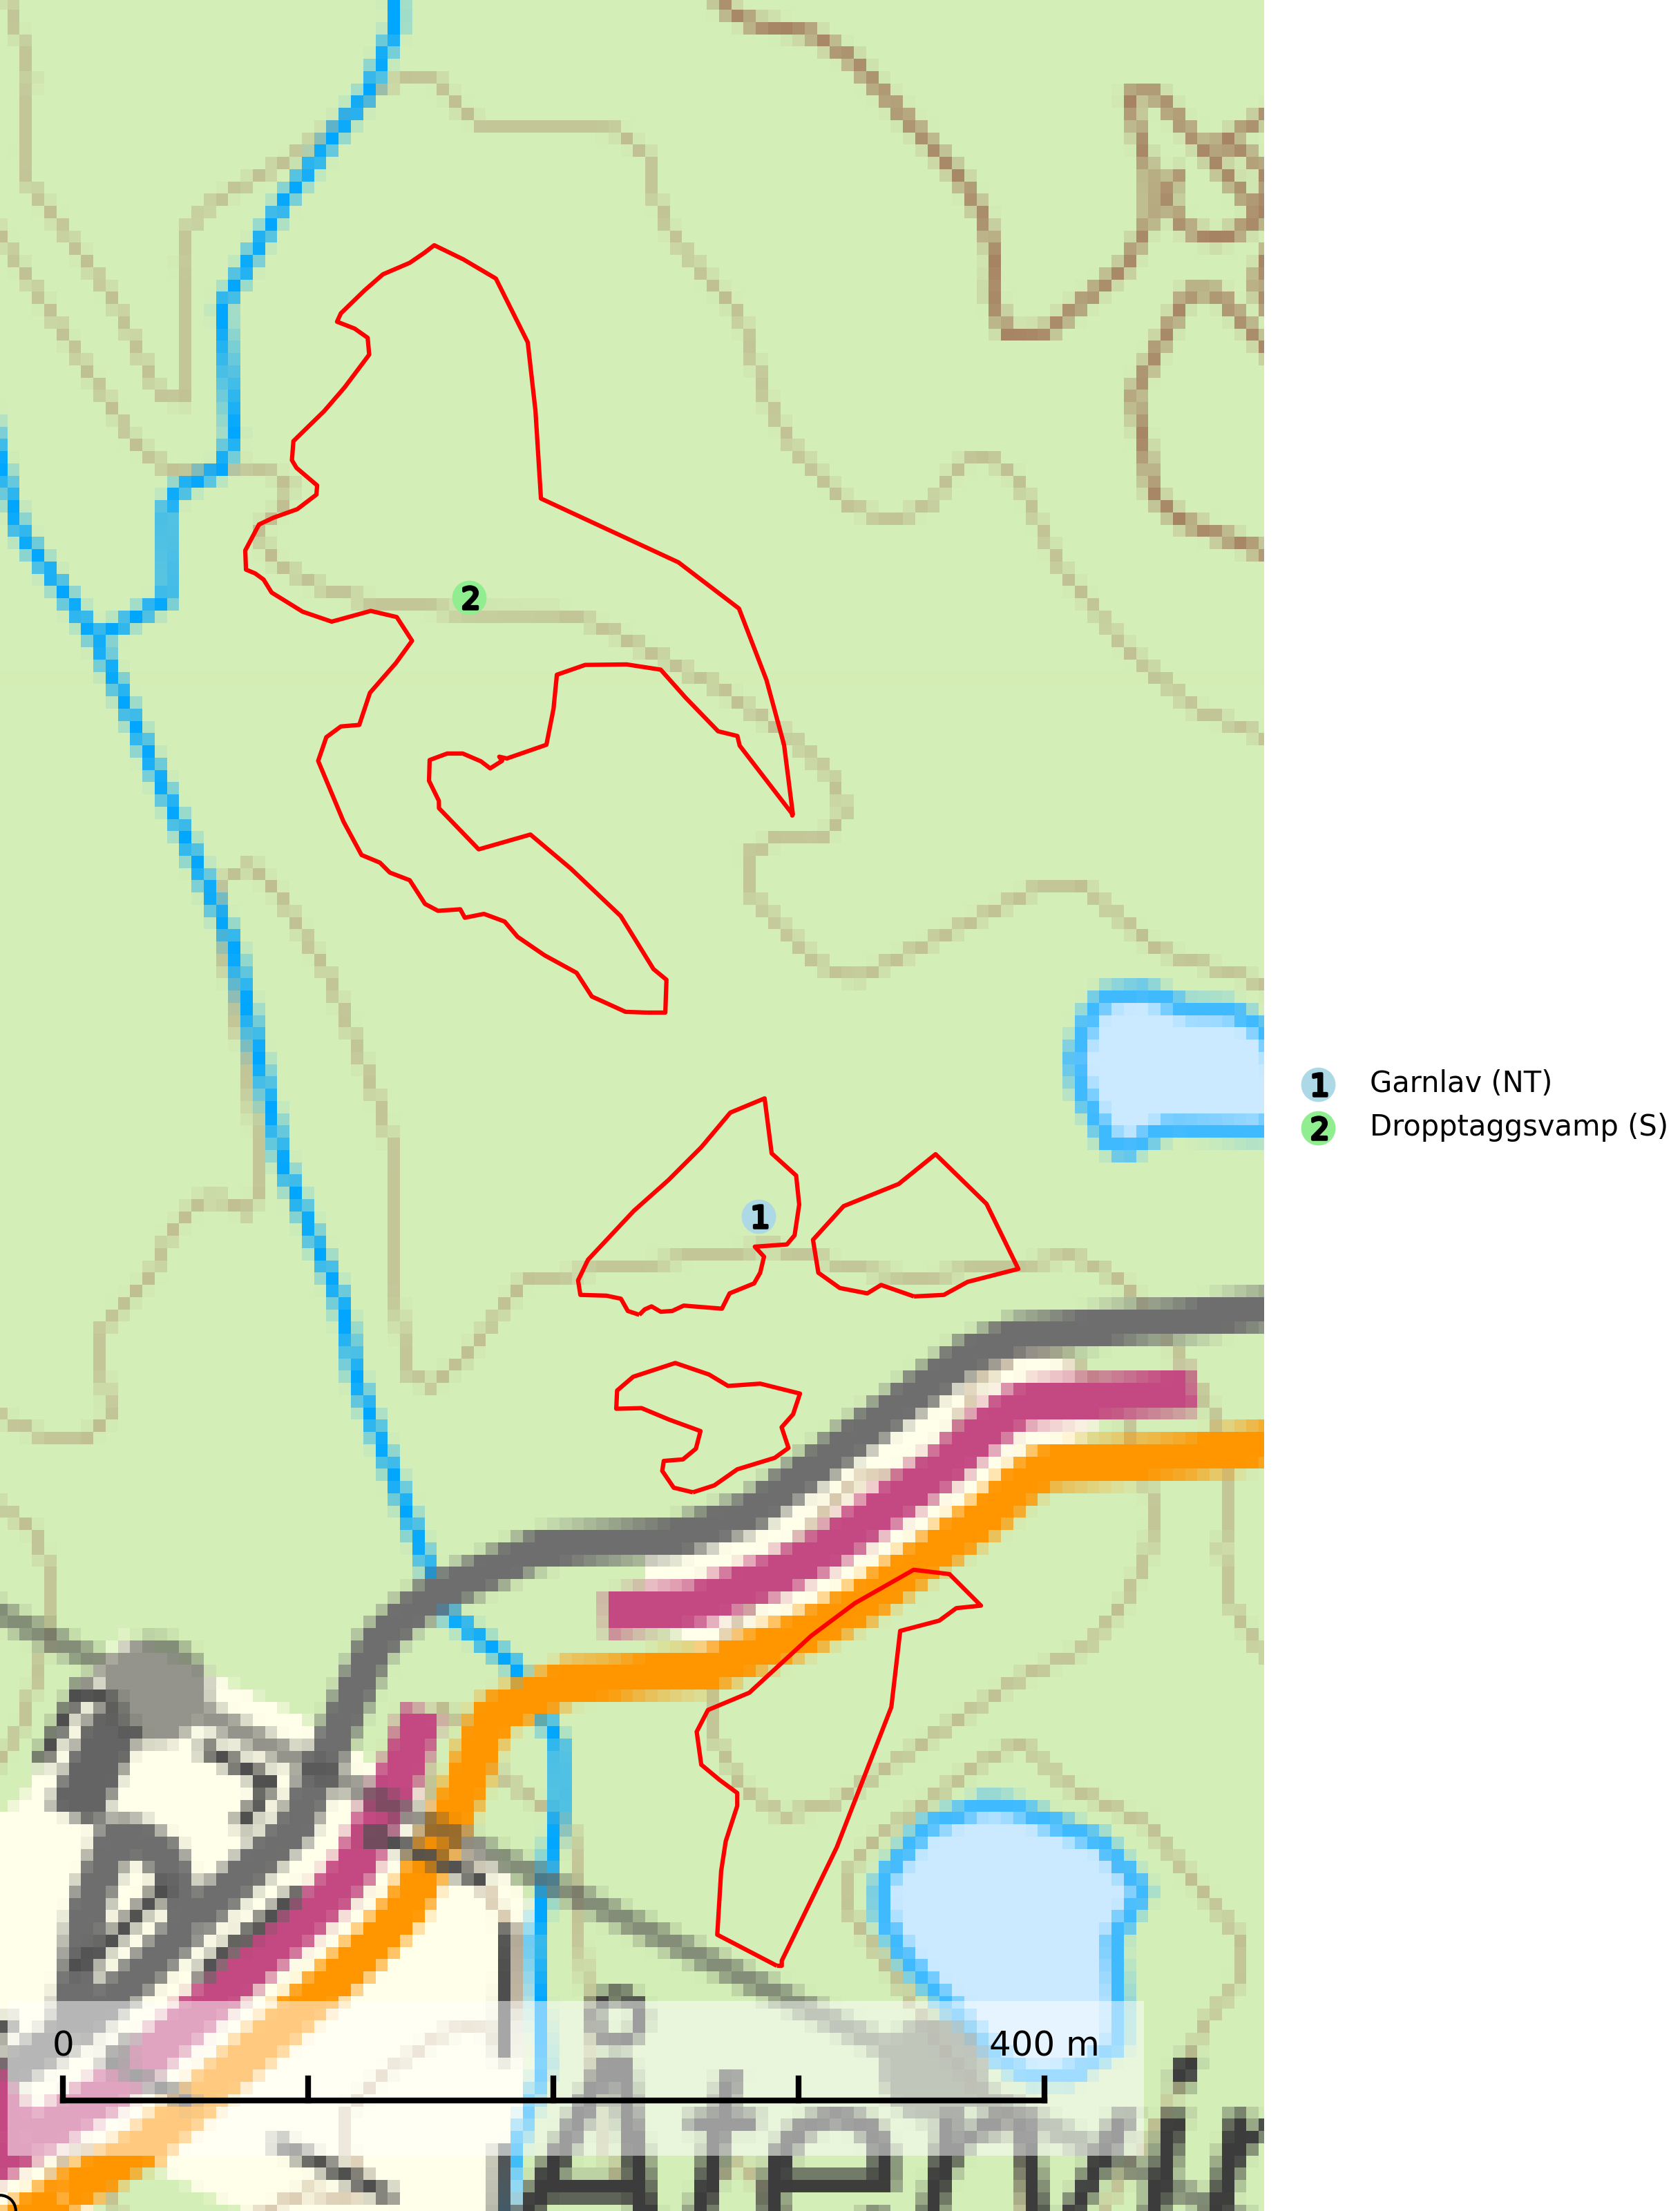 2
1
1 Garnlav (NT)
2 Dropptaggsvamp (S)
0 400 m